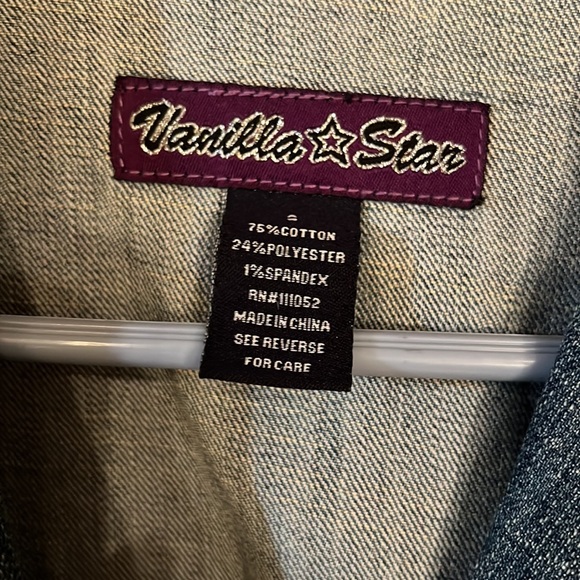 Vanilla ☆ Star
75%COTTON
24%POLYESTER
1%SPANDEX
RN#111052
MADE IN CHINA
SEE REVERSE
FOR CARE